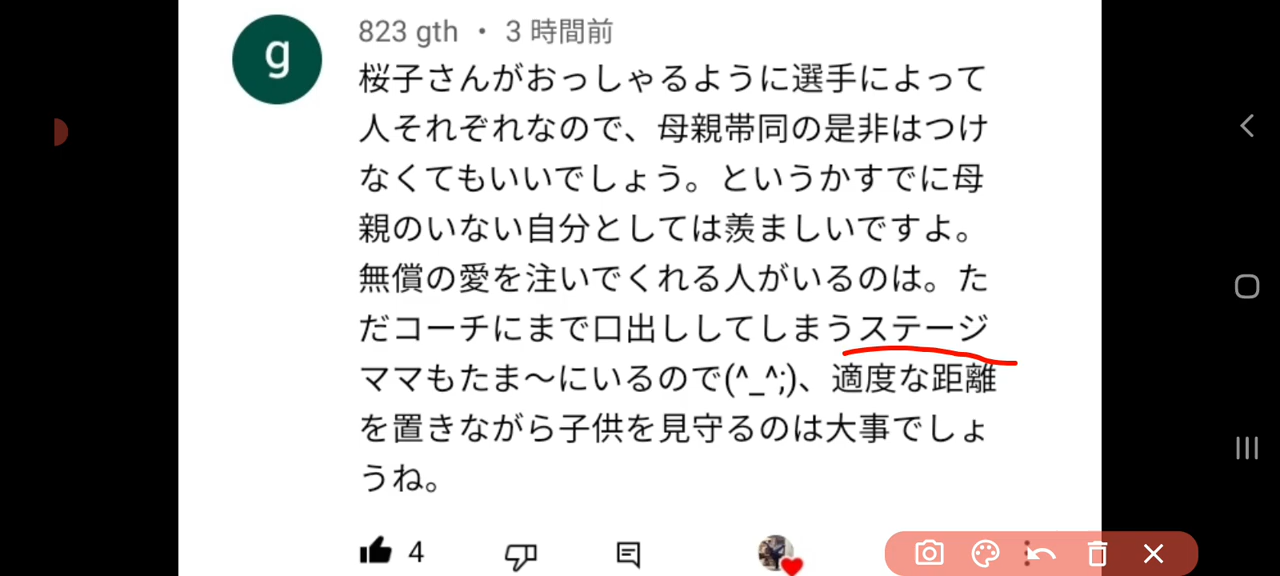 g
823 gth ・ 3 時間前
桜子さんがおっしゃるように選手によって
人それぞれなので、母親帯同の是非はつけ
なくてもいいでしょう。というかすでに母
親のいない自分としては羨ましいですよ。
無償の愛を注いでくれる人がいるのは。た
だコーチにまで口出ししてしまうステージ
ママもたま〜にいるので(^_^;)、適度な距離
を置きながら子供を見守るのは大事でしょ
うね。
4